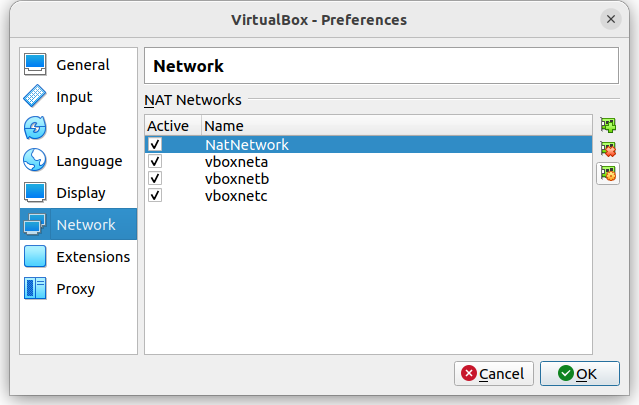 VirtualBox - Preferences
General
Input
Update
Language
Display
Network
Extensions
Proxy
Network
NAT Networks
Active Name
NatNetwork
vboxneta
vboxnetb
vboxnetc
Cancel
OK